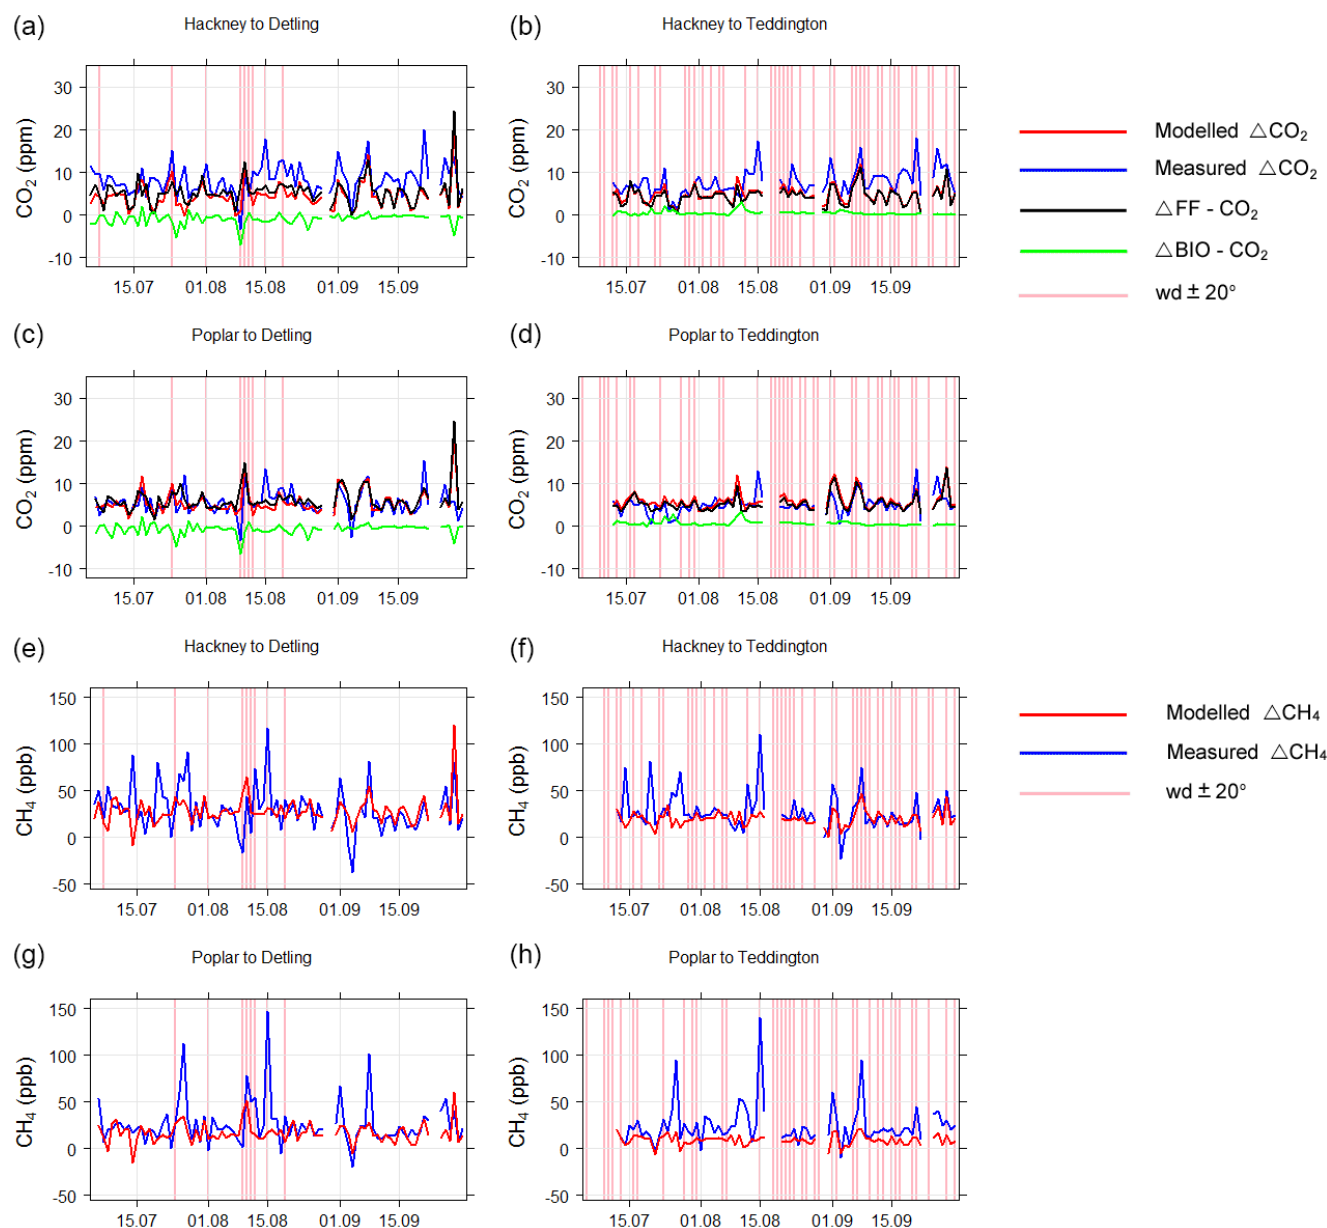 (a) Hackney to Detling
(b) Hackney to Teddington
CO₂ (ppm)
30
20
10
0
-10
15.07 01.08 15.08 01.09 15.09
CO₂ (ppm)
30
20
10
0
-10
15.07 01.08 15.08 01.09 15.09
Modelled △CO₂
Measured △CO₂
△FF - CO₂
△BIO - CO₂
wd ± 20°
(c) Poplar to Detling
(d) Poplar to Teddington
CO₂ (ppm)
30
20
10
0
-10
15.07 01.08 15.08 01.09 15.09
CO₂ (ppm)
30
20
10
0
-10
15.07 01.08 15.08 01.09 15.09
(e) Hackney to Detling
(f) Hackney to Teddington
CH₄ (ppb)
150
100
50
0
-50
15.07 01.08 15.08 01.09 15.09
CH₄ (ppb)
150
100
50
0
-50
15.07 01.08 15.08 01.09 15.09
Modelled △CH₄
Measured △CH₄
wd ± 20°
(g) Poplar to Detling
(h) Poplar to Teddington
CH₄ (ppb)
150
100
50
0
-50
15.07 01.08 15.08 01.09 15.09
CH₄ (ppb)
150
100
50
0
-50
15.07 01.08 15.08 01.09 15.09